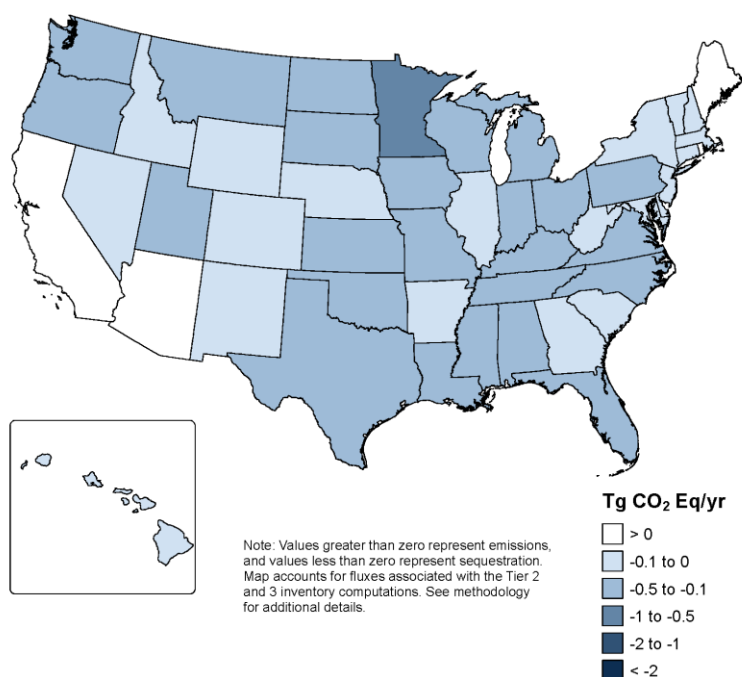 Note: Values greater than zero represent emissions,
and values less than zero represent sequestration.
Map accounts for fluxes associated with the Tier 2
and 3 inventory computations. See methodology
for additional details.
Tg CO₂ Eq/yr
> 0
-0.1 to 0
-0.5 to -0.1
-1 to -0.5
-2 to -1
< -2